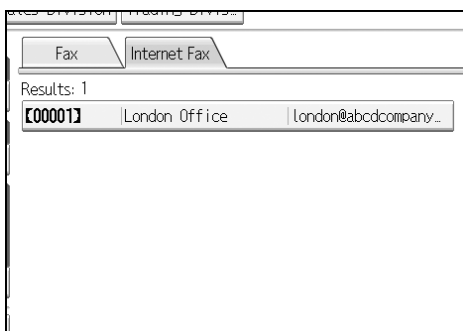 Fax Internet Fax
Results: 1
【00001】 London Office london@abcdcompany...